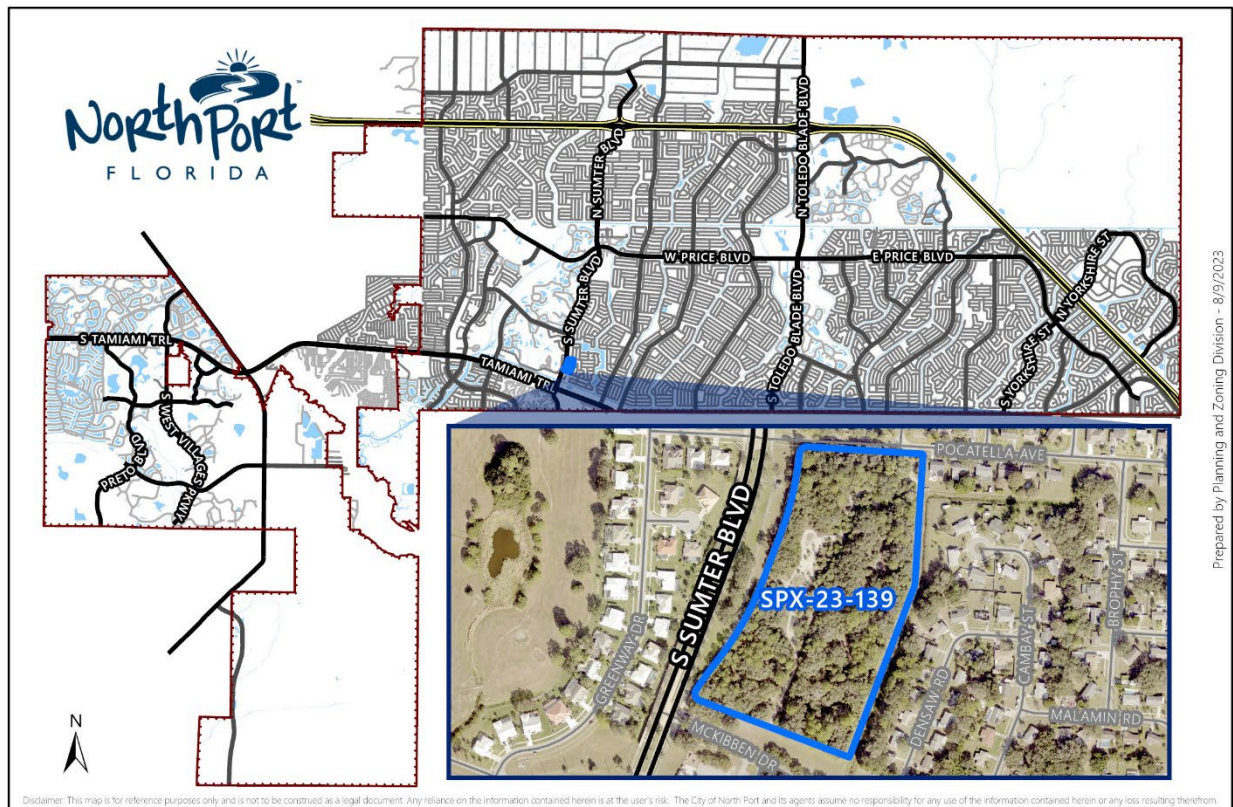 North Port
FLORIDA
N SUMTER BLVD
N TOLEDO BLADE BLVD
W PRICE BLVD
E PRICE BLVD
N YORKSHIRE ST
S SUMTER BLVD
S TAMIAMI TRL
TAMIAMI TRL
S TOLEDO BLADE BLVD
S YORKSHIRE ST
S WEST VILLAGES PKWY
PRETO BLVD
POCATELLA AVE
S SUMTER BLVD
SPX-23-139
GREENWAY DR
CAMBAY ST
BROPHY ST
DENSAW RD
MALAMIN RD
MCKIBBEN DR
N
Prepared by Planning and Zoning Division - 8/9/2023
Disclaimer: This map is for reference purposes only and is not to be construed as a legal document. Any reliance on the information contained herein is at the user's risk. The City of North Port and its agents assume no responsibility for any use of the information contained herein or any loss resulting therefrom.